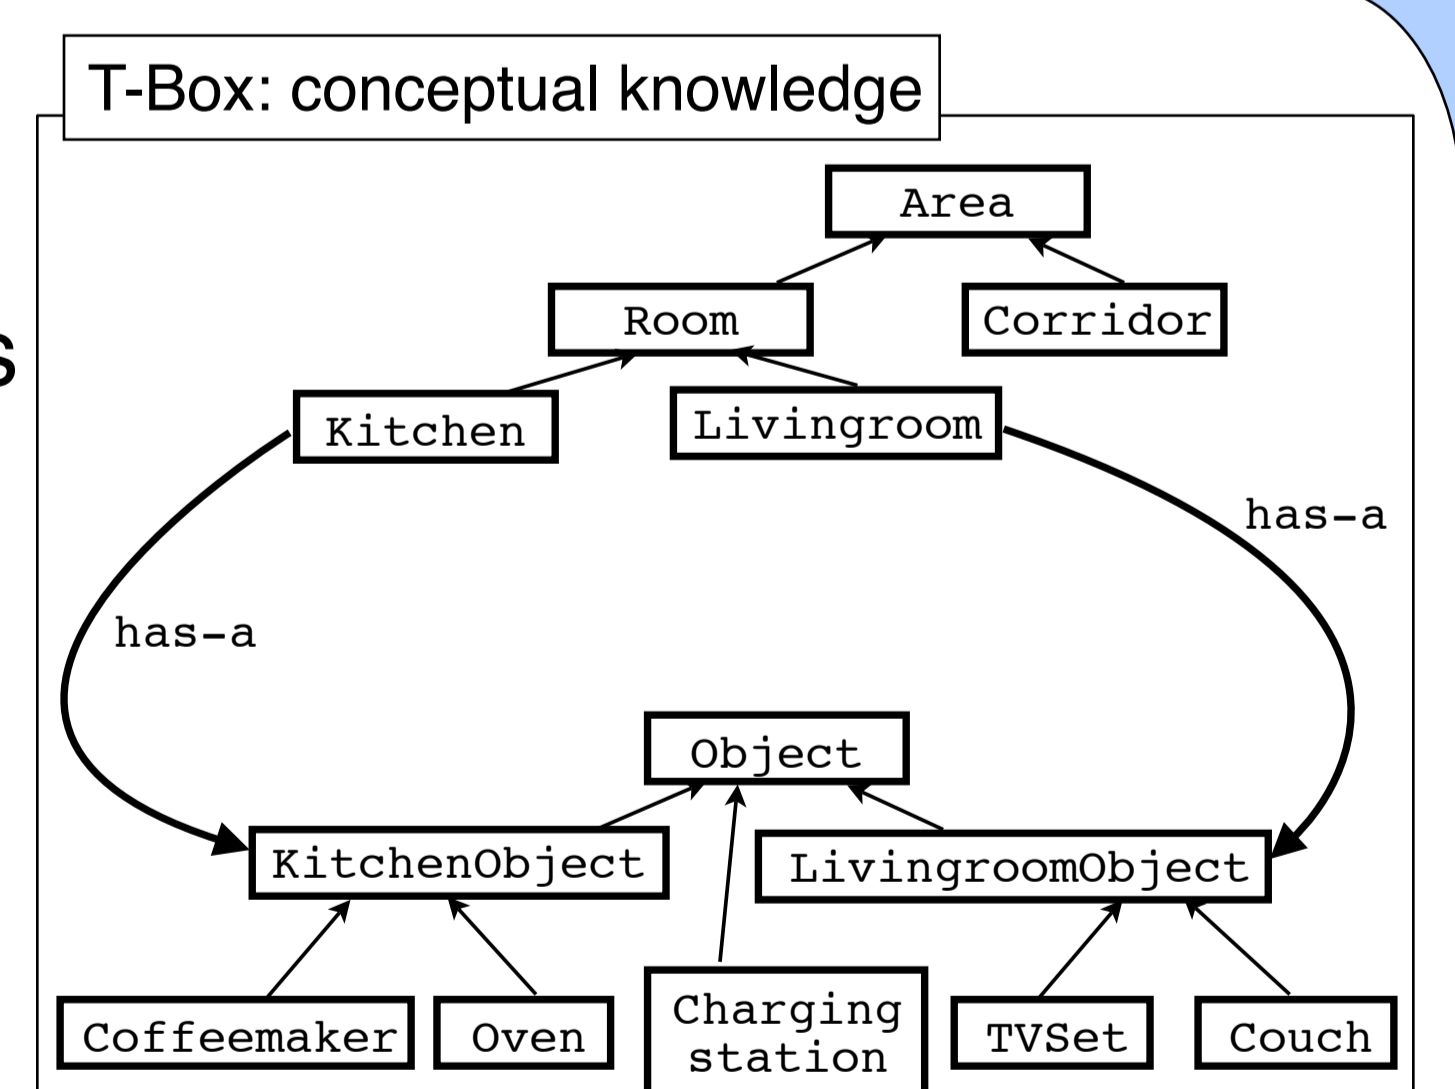 T-Box: conceptual knowledge
Area
Room
Corridor
s
Kitchen
Livingroom
has-a
has-a
Object
KitchenObject
LivingroomObject
Charging
station
Coffeemaker
Oven
TVSet
Couch